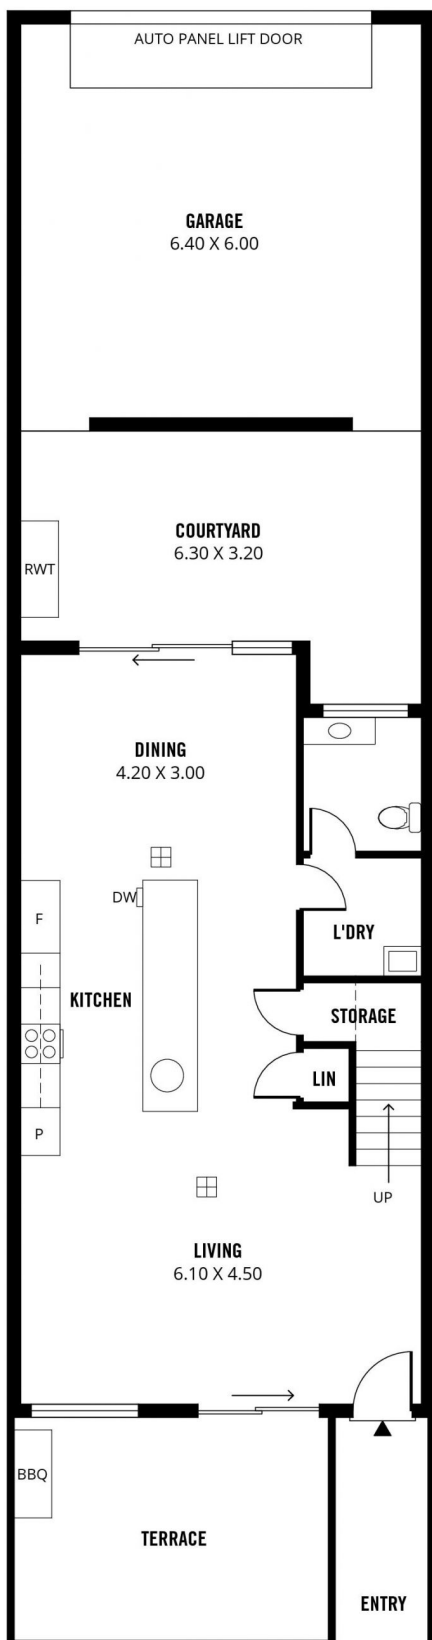 AUTO PANEL LIFT DOOR
GARAGE
6.40 X 6.00
COURTYARD
6.30 X 3.20
RWT
DINING
4.20 X 3.00
DW
F
L'DRY
KITCHEN
STORAGE
LIN
P
UP
LIVING
6.10 X 4.50
BBQ
TERRACE
ENTRY